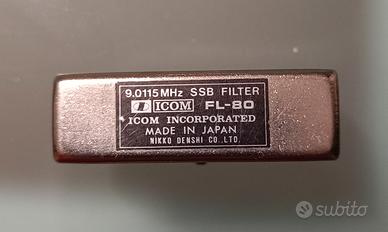 9.0115MHz SSB FILTER
ICOM FL-80
ICOM INCORPORATED
MADE IN JAPAN
NIKKO DENSHI CO.,LTD.
subito